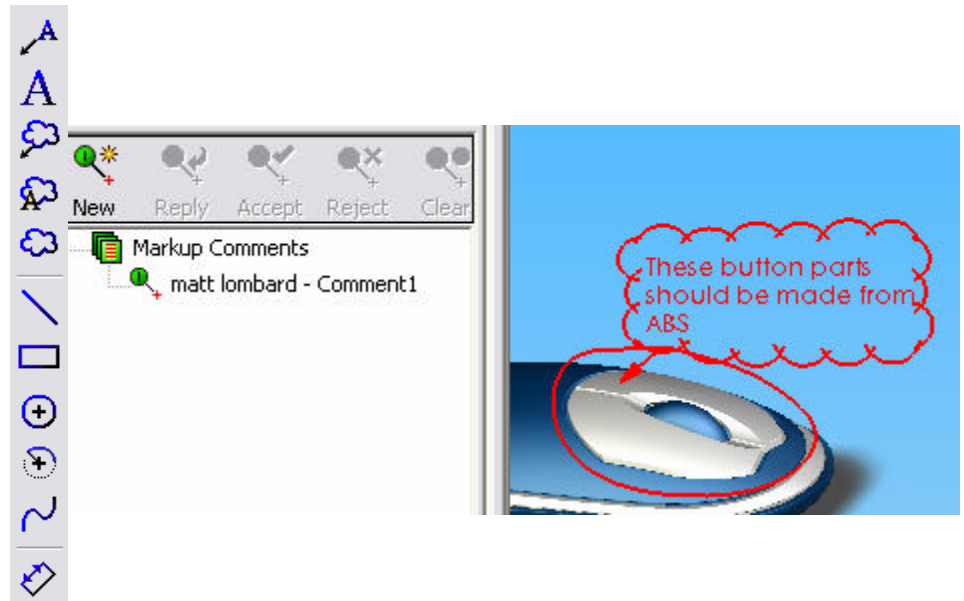 A
A
A
New Reply Accept Reject Clear
Markup Comments
matt lombard - Comment1
These button parts
should be made from
ABS